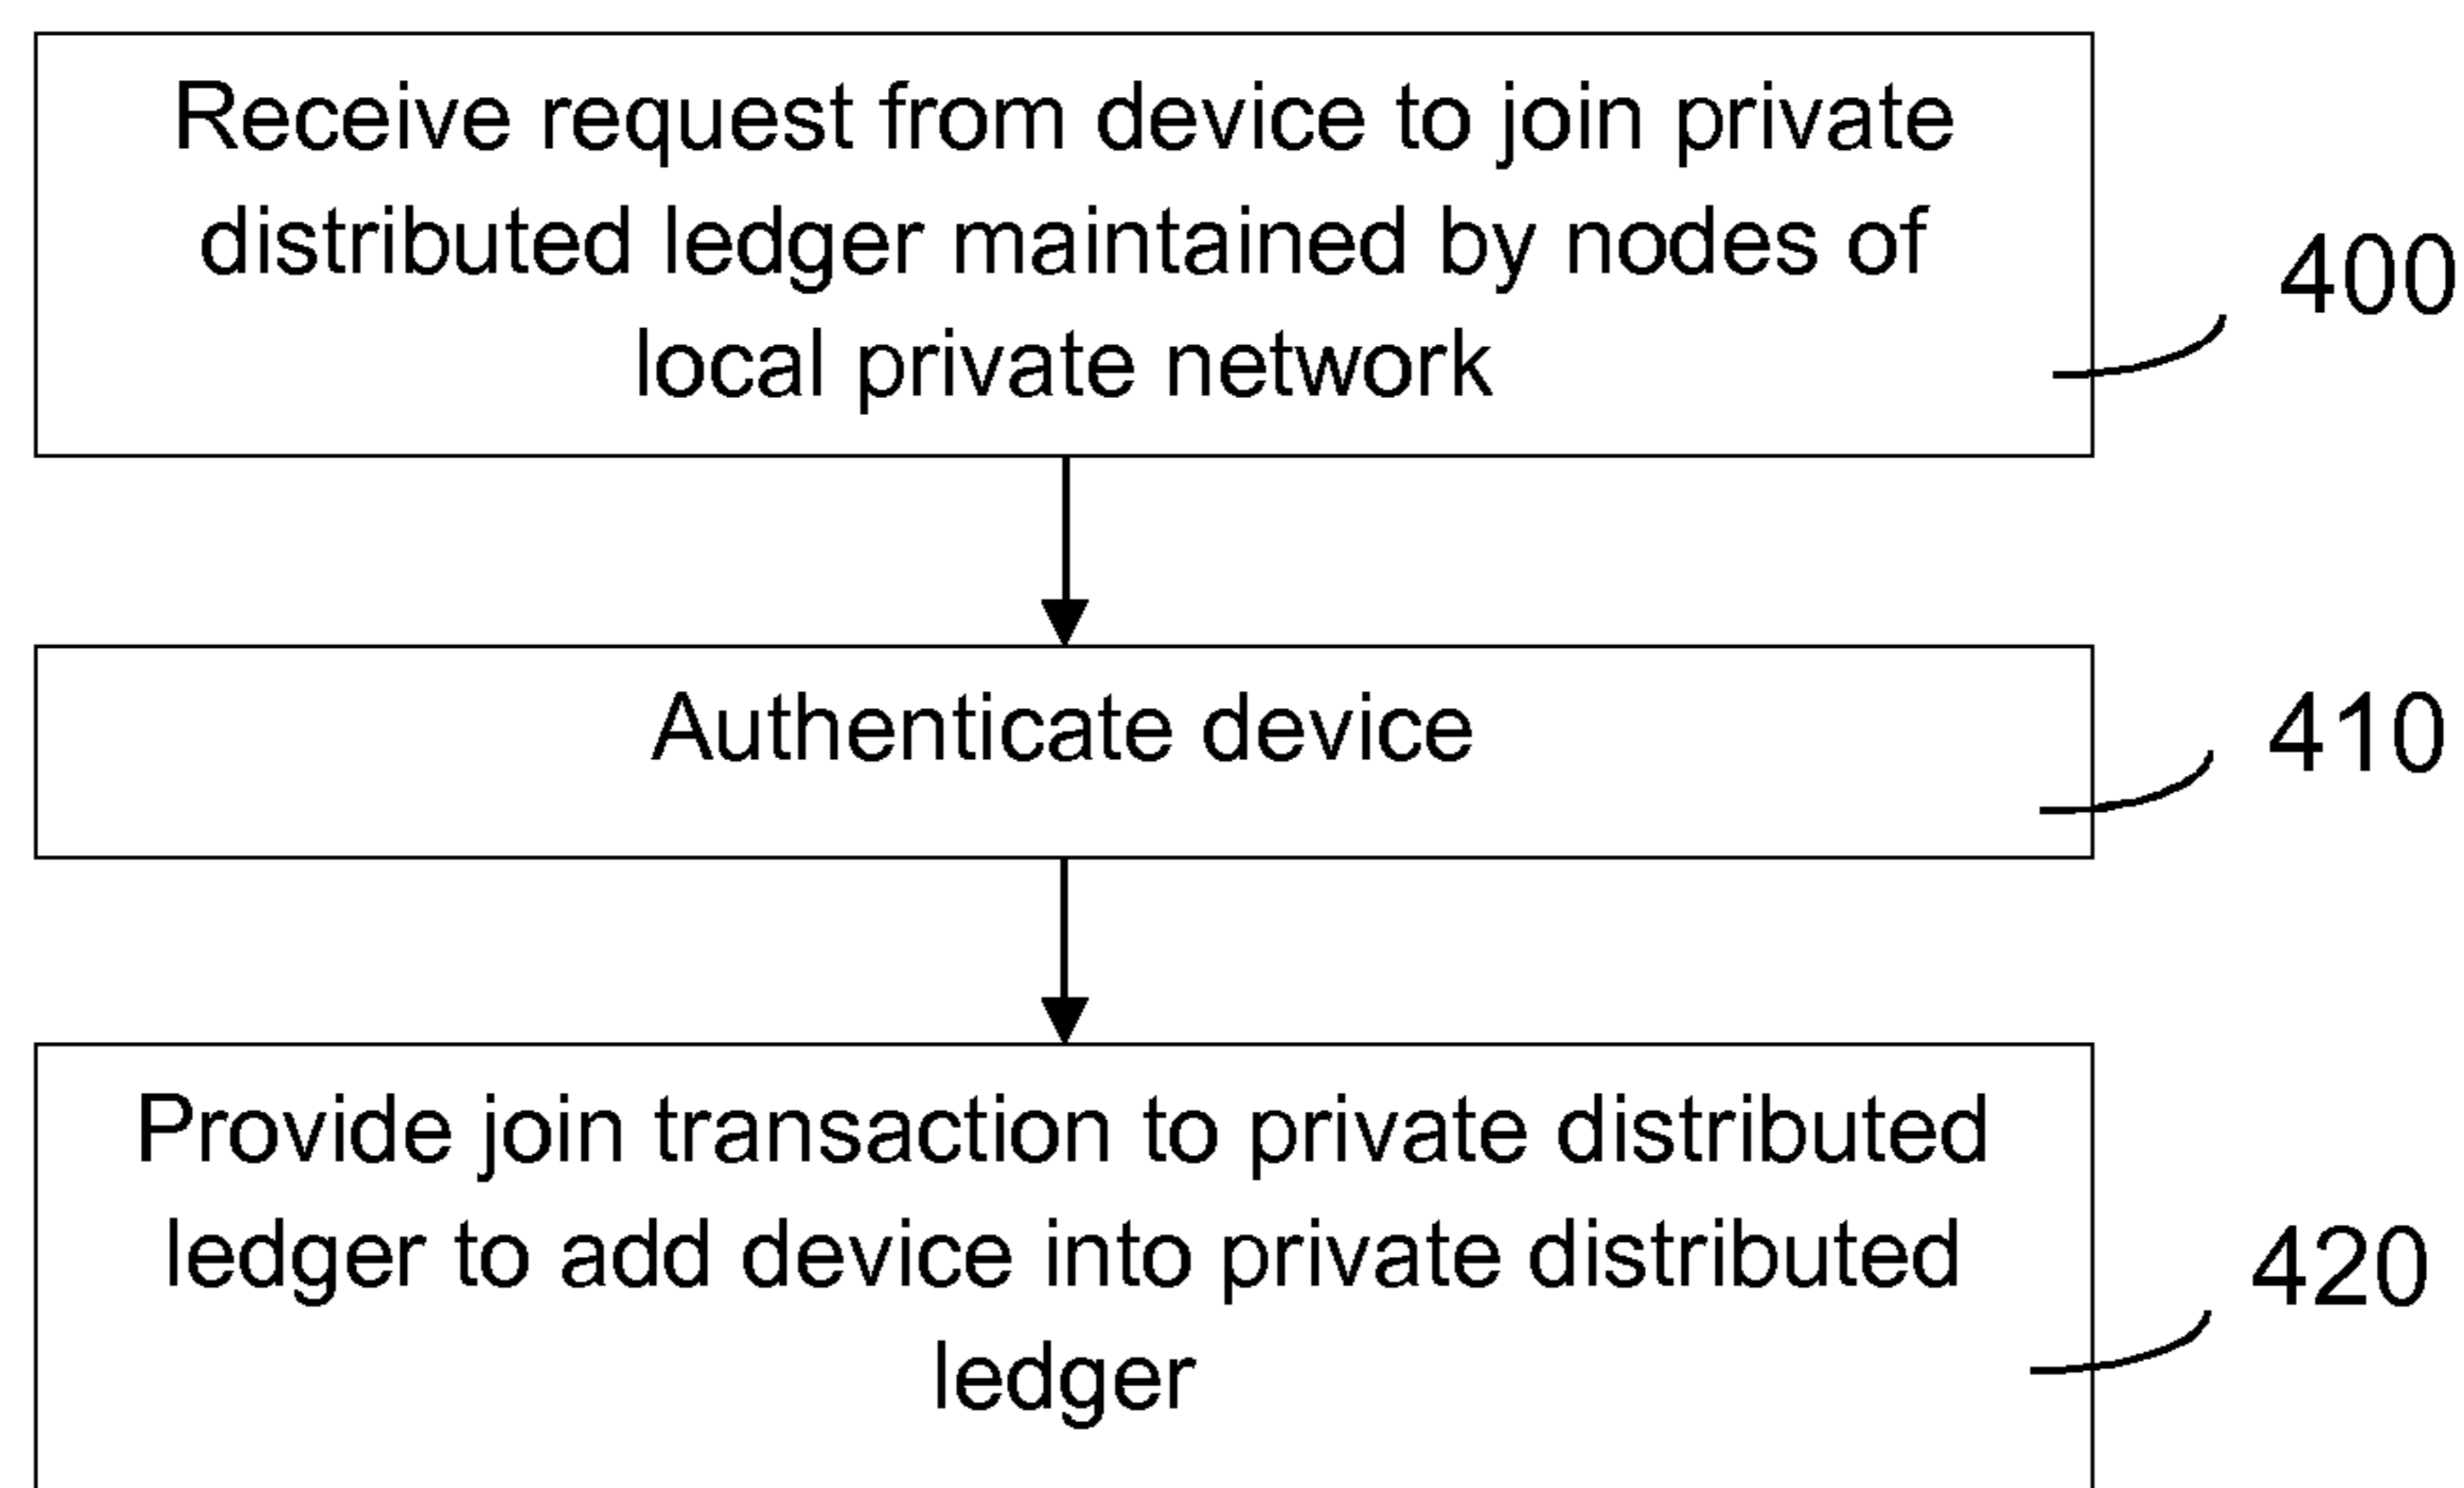 Receive request from device to join private
distributed ledger maintained by nodes of
local private network
400
Authenticate device
410
Provide join transaction to private distributed
ledger to add device into private distributed
ledger
420